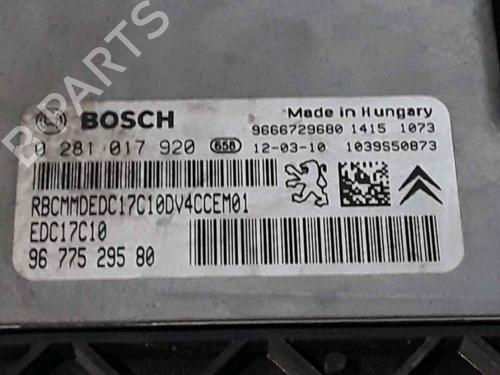 B-PARTS
BOSCH
Made in Hungary
9666729680 1415 1073
0 281 017 920 658 12-03-10 1039S50873
RBCMMDEDC17C10DV4CCEM01
EDC17C10
96 775 295 80